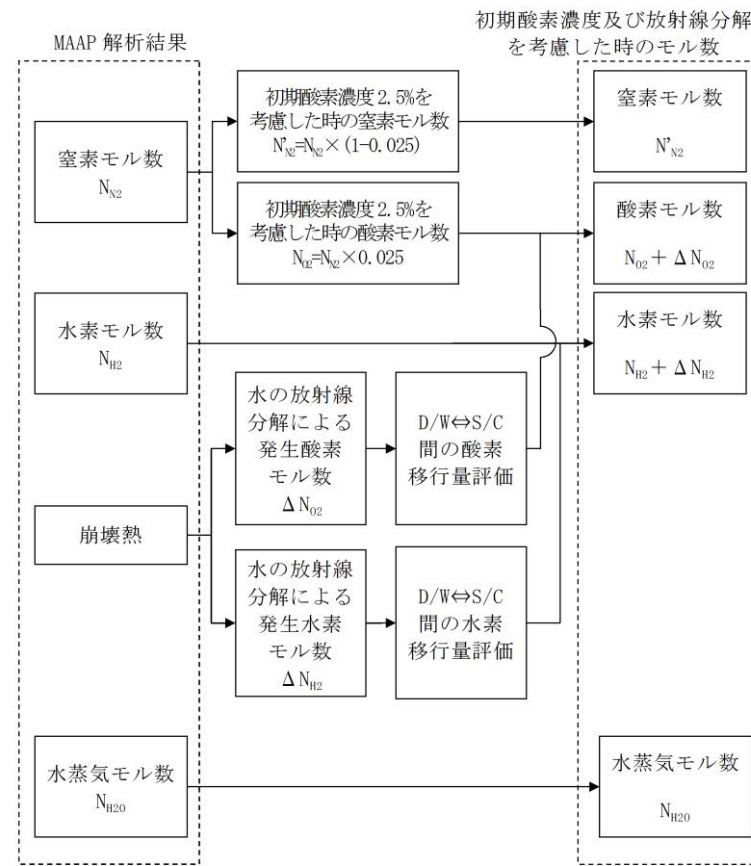 MAAP 解析結果
初期酸素濃度及び放射線分解
を考慮した時のモル数
窒素モル数
N_N2
初期酸素濃度2.5%を
考慮した時の窒素モル数
N'_N2=N_N2×(1-0.025)
窒素モル数
N'_N2
初期酸素濃度2.5%を
考慮した時の酸素モル数
N_O2=N_N2×0.025
酸素モル数
N_O2+ΔN_O2
水素モル数
N_H2
水素モル数
N_H2+ΔN_H2
崩壊熱
水の放射線
分解による
発生酸素
モル数
ΔN_O2
D/W⇔S/C
間の酸素
移行量評価
水の放射線
分解による
発生水素
モル数
ΔN_H2
D/W⇔S/C
間の水素
移行量評価
水蒸気モル数
N_H2O
水蒸気モル数
N_H2O